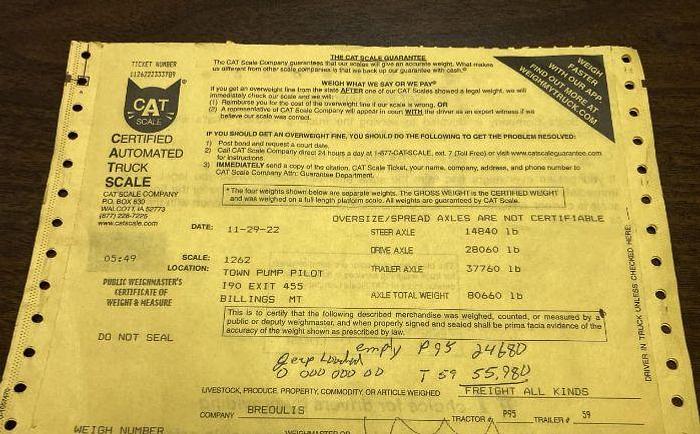 TICKET NUMBER
1126222333789
THE CAT SCALE GUARANTEE
The CAT Scale Company guarantees that our scales will give an accurate weight. What makes
us different from other scale companies is that we back up our guarantee with cash.
WEIGH WHAT WE SAY OR WE PAY®
If you get an overweight fine from the state AFTER one of our CAT Scales showed a legal weight, we will
immediately check our scale and we will:
(1) Reimburse you for the cost of the overweight fine if our scale is wrong, OR
(2) A representative of CAT Scale Company will appear in court WITH the driver as an expert witness if we
believe our scale was correct.
WEIGH
FASTER
WITH OUR APP.
FIND OUT MORE AT
WEIGHMYTRUCK.COM
CAT
SCALE
CERTIFIED
AUTOMATED
TRUCK
SCALE
CAT SCALE COMPANY
P.O. BOX 630
WALCOTT, IA 52773
(877) 228-7225
www.catscale.com
IF YOU SHOULD GET AN OVERWEIGHT FINE, YOU SHOULD DO THE FOLLOWING TO GET THE PROBLEM RESOLVED:
1) Post bond and request a court date.
2) Call CAT Scale Company direct 24 hours a day at 1-877-CAT-SCALE, ext. 7 (Toll Free) or visit www.catscaleguarantee.com
for instructions.
3) IMMEDIATELY send a copy of the citation, CAT Scale Ticket, your name, company, address, and phone number to
CAT Scale Company Attn: Guarantee Department.
*The four weights shown below are separate weights. The GROSS WEIGHT is the CERTIFIED WEIGHT
and was weighed on a full length platform scale. All weights are guaranteed by CAT Scale.
OVERSIZE/SPREAD AXLES ARE NOT CERTIFIABLE
DATE: 11-29-22
STEER AXLE 14840 lb
DRIVE AXLE 28060 lb
05:49
SCALE: 1262
TRAILER AXLE 37760 lb
LOCATION: TOWN PUMP PILOT
I90 EXIT 455
BILLINGS MT
AXLE TOTAL WEIGHT 80660 lb
PUBLIC WEIGHMASTER'S
CERTIFICATE OF
WEIGHT & MEASURE
This is to certify that the following described merchandise was weighed, counted, or measured by a
public or deputy weighmaster, and when properly signed and sealed shall be prima facia evidence of the
accuracy of the weight shown as prescribed by law.
DO NOT SEAL
DRIVER IN TRUCK UNLESS CHECKED HERE:
empty P95 24680
Loaded
0 000 000 00 T 59 55,980
LIVESTOCK, PRODUCE, PROPERTY, COMMODITY, OR ARTICLE WEIGHED FREIGHT ALL KINDS
COMPANY BREOULIS TRACTOR # P95 TRAILER # 59
WEIGH NUMBER
WEIGHMASTER OR